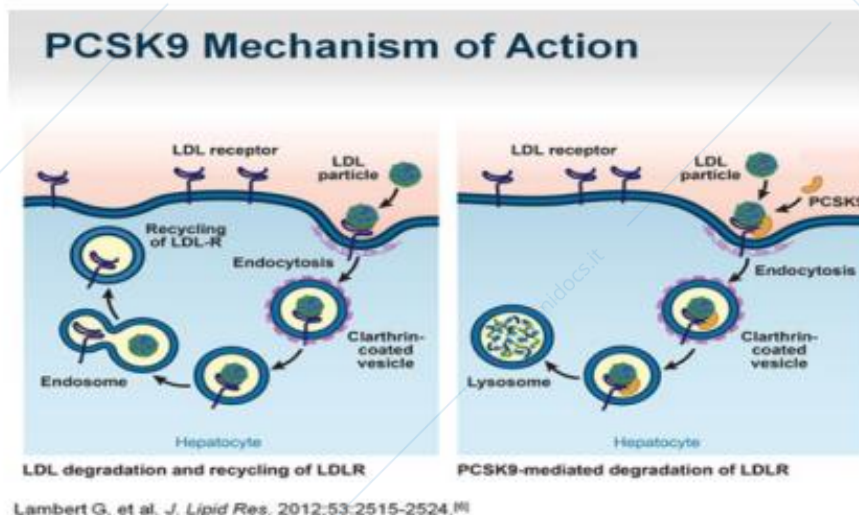 PCSK9 Mechanism of Action
LDL receptor
LDL
particle
Recycling
of LDL-R
Endocytosis
Clarthrin-
coated
vesicle
Endosome
Hepatocyte
LDL degradation and recycling of LDLR
LDL receptor
LDL
particle
PCSK9
Endocytosis
Clarthrin-
coated
vesicle
Lysosome
Hepatocyte
PCSK9-mediated degradation of LDLR
Lambert G, et al. J. Lipid Res. 2012;53:2515-2524.[6]